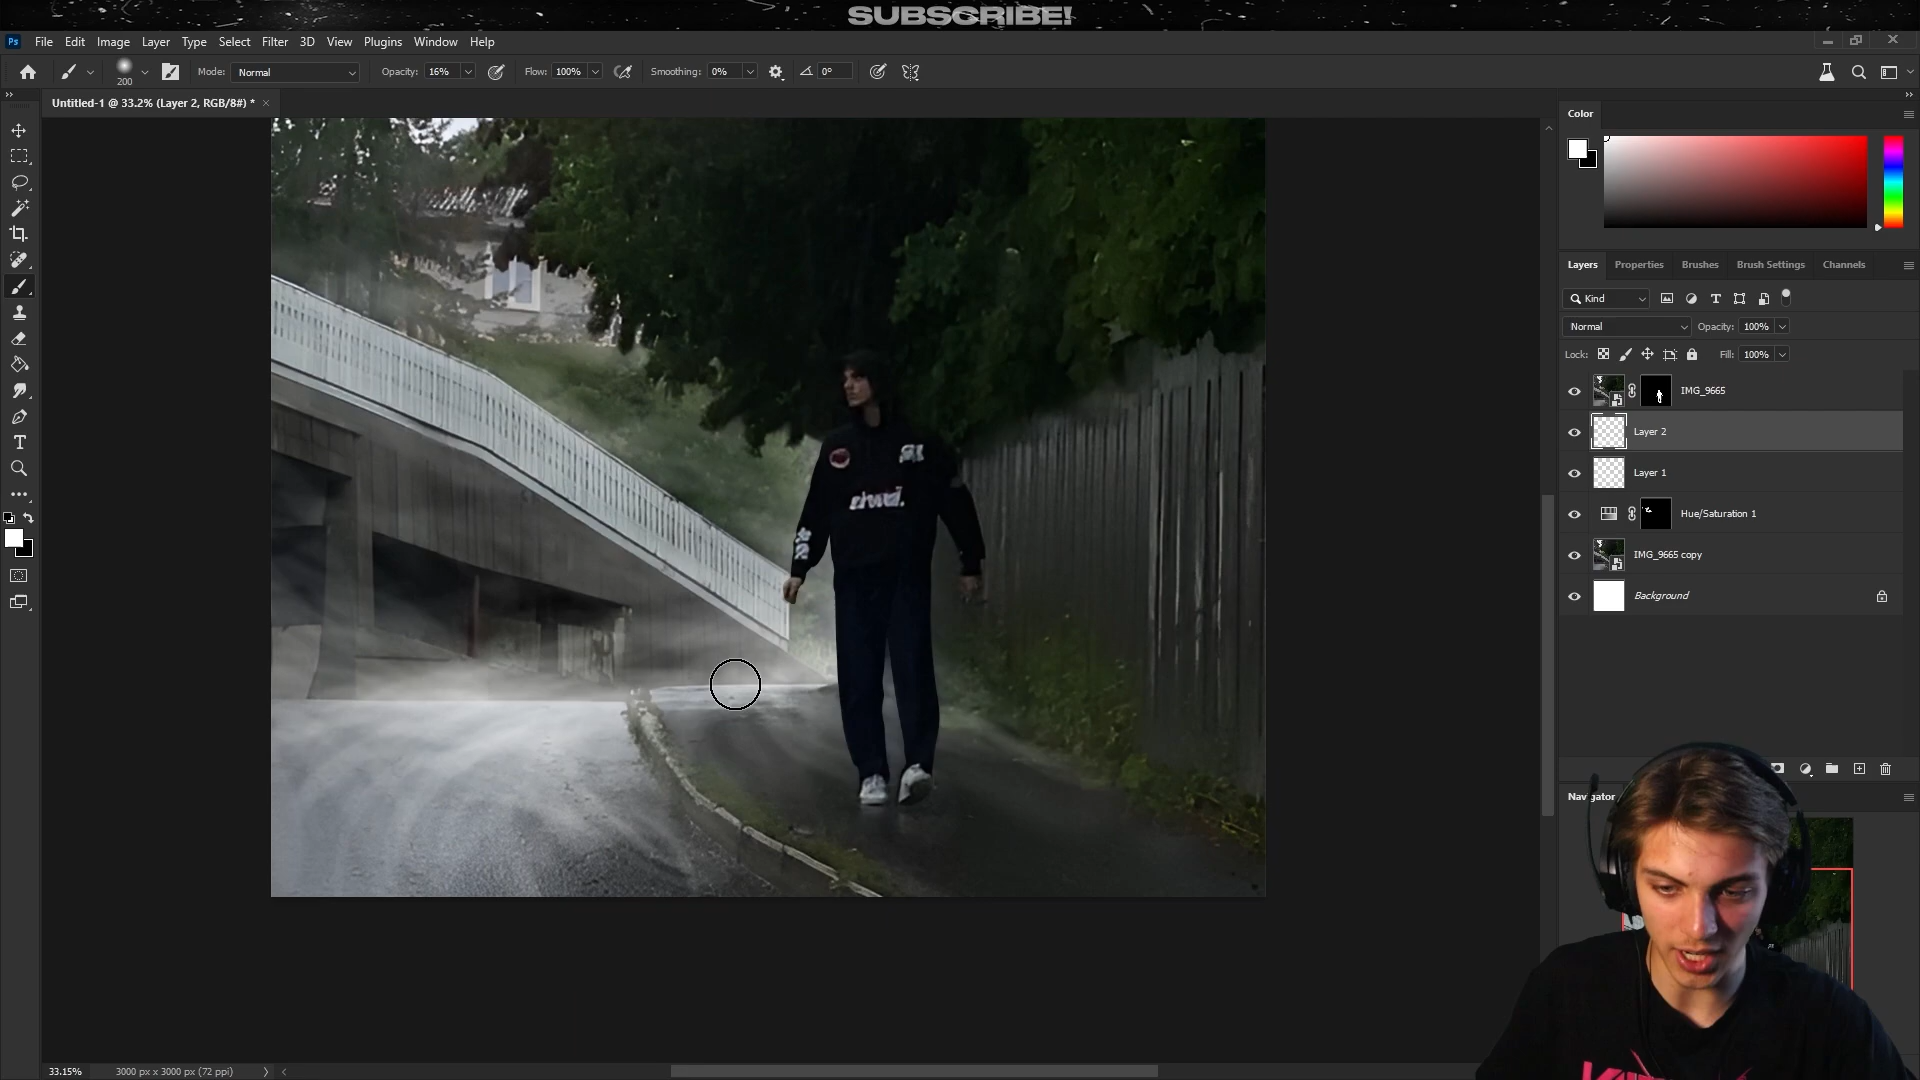 SUBSCRIBE!
Ps File Edit Image Layer Type Select Filter 3D View Plugins Window Help
200 Mode: Normal Opacity: 16% Flow: 100% Smoothing: 0% 0°
Untitled-1 @ 33.2% (Layer 2, RGB/8#) * ×
Color
Layers Properties Brushes Brush Settings Channels
Kind
Normal Opacity: 100%
Lock: Fill: 100%
IMG_9665
Layer 2
Layer 1
Hue/Saturation 1
IMG_9665 copy
Background
Navigator
33.15% 3000 px x 3000 px (72 ppi)